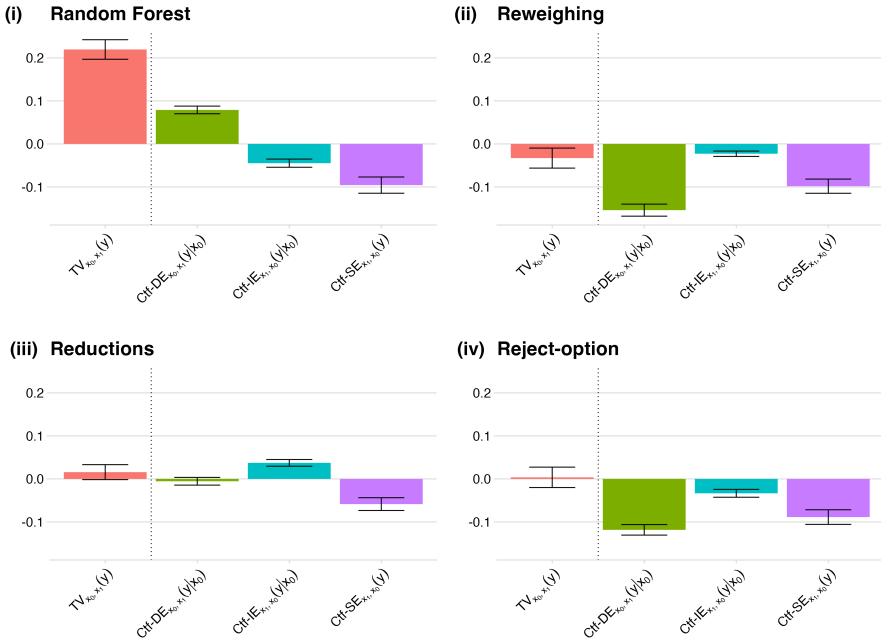 (i) Random Forest
0.2
0.1
0.0
-0.1
TVx₀, x₁(y)
Ctf-DEx₀, x₁(y|x₀)
Ctf-IEx₁, x₀(y|x₀)
Ctf-SEx₁, x₀(y)
(ii) Reweighing
0.2
0.1
0.0
-0.1
TVx₀, x₁(y)
Ctf-DEx₀, x₁(y|x₀)
Ctf-IEx₁, x₀(y|x₀)
Ctf-SEx₁, x₀(y)
(iii) Reductions
0.2
0.1
0.0
-0.1
TVx₀, x₁(y)
Ctf-DEx₀, x₁(y|x₀)
Ctf-IEx₁, x₀(y|x₀)
Ctf-SEx₁, x₀(y)
(iv) Reject-option
0.2
0.1
0.0
-0.1
TVx₀, x₁(y)
Ctf-DEx₀, x₁(y|x₀)
Ctf-IEx₁, x₀(y|x₀)
Ctf-SEx₁, x₀(y)